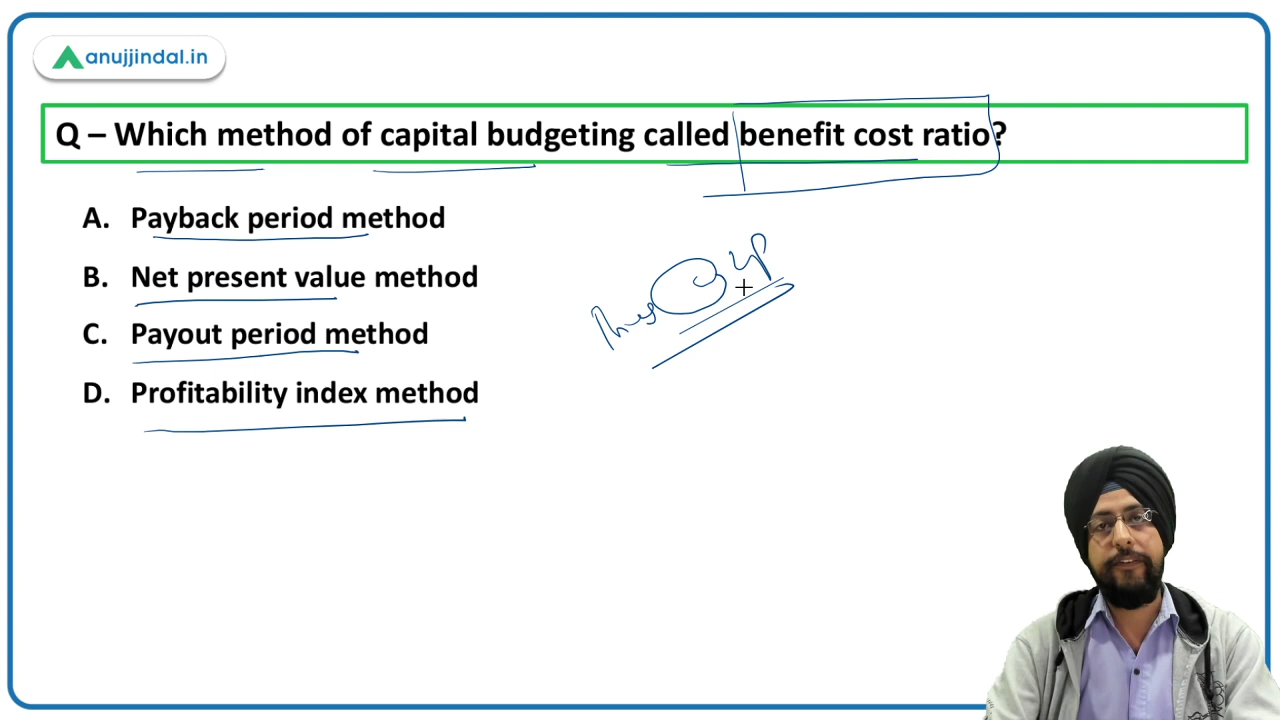 anujjindal.in
Q – Which method of capital budgeting called benefit cost ratio?
A. Payback period method
B. Net present value method
C. Payout period method
D. Profitability index method